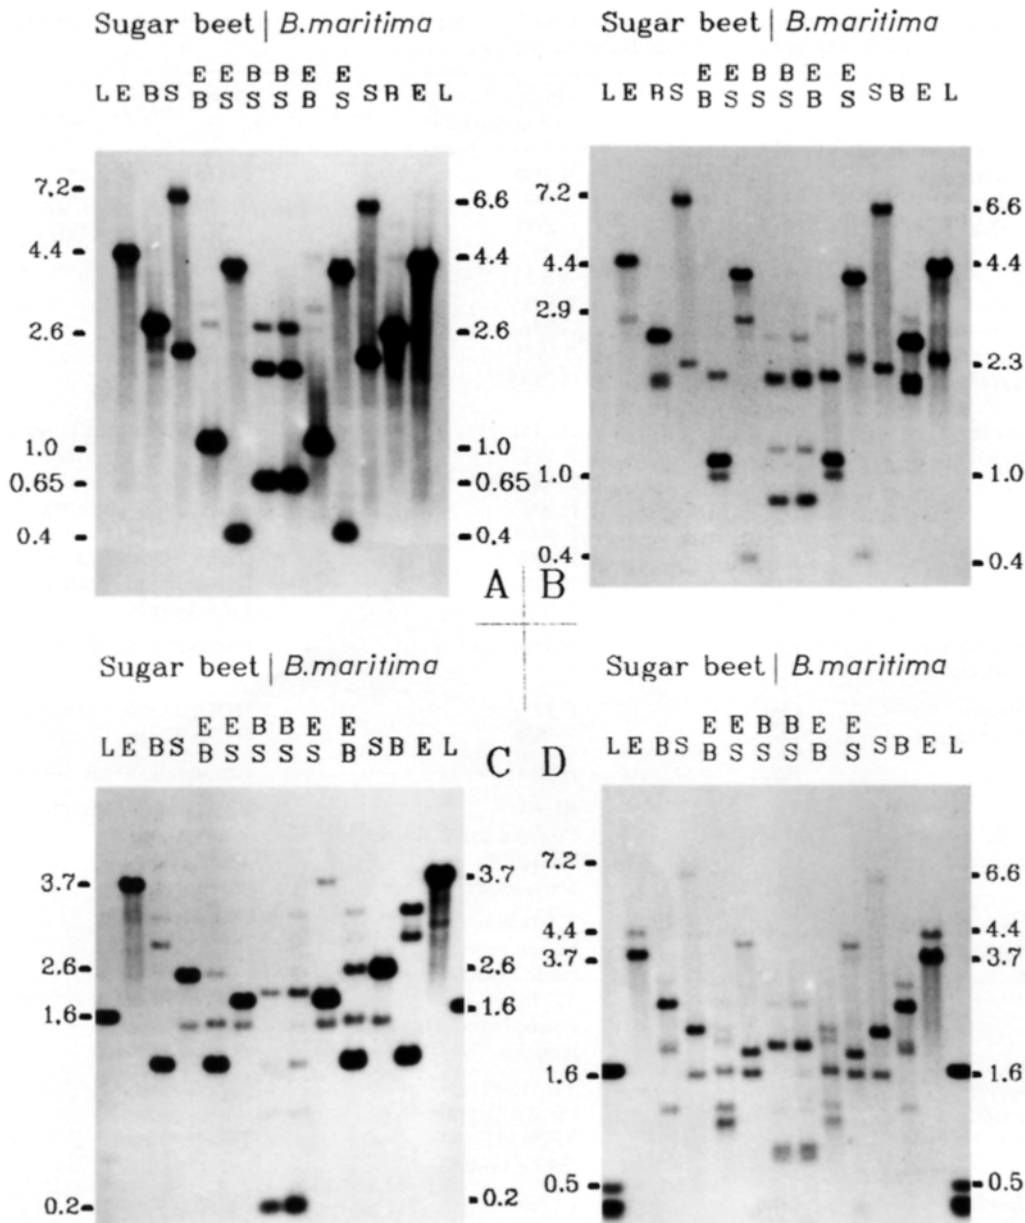 Sugar beet | B.maritima
E E B B E E
L E B S B S S S B S S B E L
7.2
4.4
2.6
1.0
0.65
0.4
6.6
4.4
2.6
1.0
0.65
0.4
A
Sugar beet | B.maritima
E E B B E E
L E B S B S S S B S S B E L
7.2
4.4
2.9
1.0
0.4
6.6
4.4
2.3
1.0
0.4
B
Sugar beet | B.maritima
E E B B E E
L E B S B S S S S B S B E L
3.7
2.6
1.6
0.2
3.7
2.6
1.6
0.2
C
Sugar beet | B.maritima
E E B B E E
L E B S B S S S B S S B E L
7.2
4.4
3.7
1.6
0.5
6.6
4.4
3.7
1.6
0.5
D